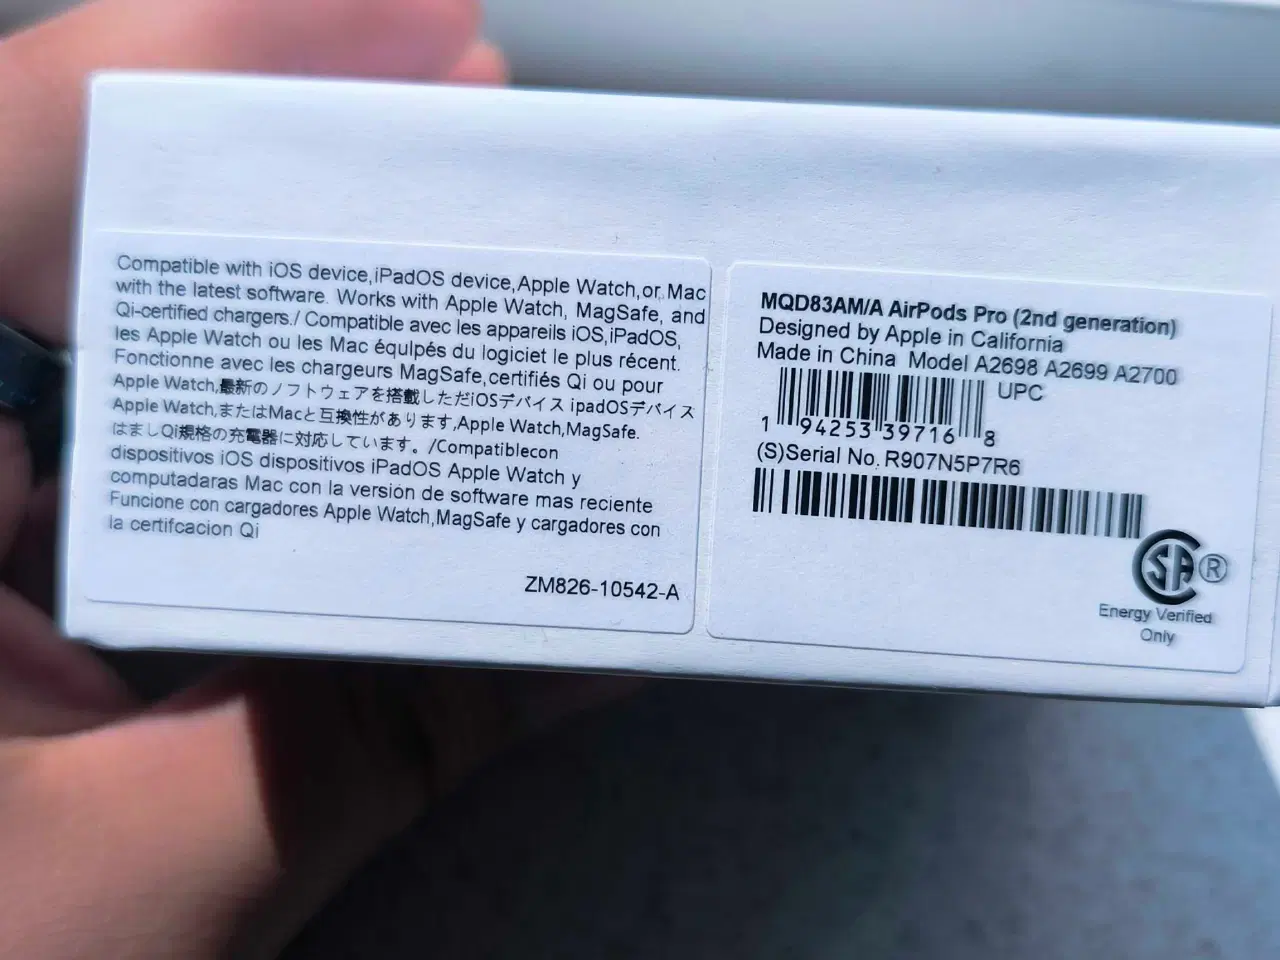 Compatible with iOS device,iPadOS device,Apple Watch,or Mac
with the latest software. Works with Apple Watch, MagSafe, and
Qi-certified chargers./ Compatible avec les appareils iOS,iPadOS,
les Apple Watch ou les Mac équlpés du logiciet le plus récent.
Fonctionne avec les chargeurs MagSafe,certifiés Qi ou pour
Apple Watch,最新のノフトウェアを搭載しただiOSデバイス ipadOSデバイス
Apple Watch,またはMacと互換性があります,Apple Watch,MagSafe.
はましQi規格の充電器に対応しています。/Compatiblecon
dispositivos iOS dispositivos iPadOS Apple Watch y
computadaras Mac con la versión de software mas reciente
Funcione con cargadores Apple Watch,MagSafe y cargadores con
la certifcacion Qi
ZM826-10542-A
MQD83AM/A AirPods Pro (2nd generation)
Designed by Apple in California
Made in China Model A2698 A2699 A2700
UPC
1 94253 39716 8
(S)Serial No. R907N5P7R6
SA ®
Energy Verified
Only